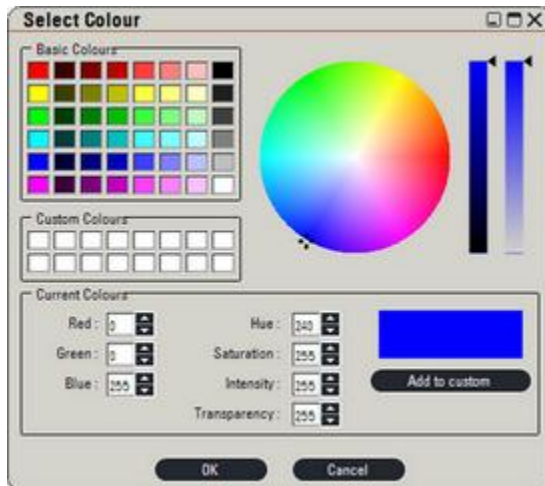 Select Colour
Basic Colours
Custom Colours
Current Colours
Red : 0
Hue : 240
Green : 0
Saturation : 255
Blue : 255
Intensity : 255
Add to custom
Transparency : 255
OK
Cancel